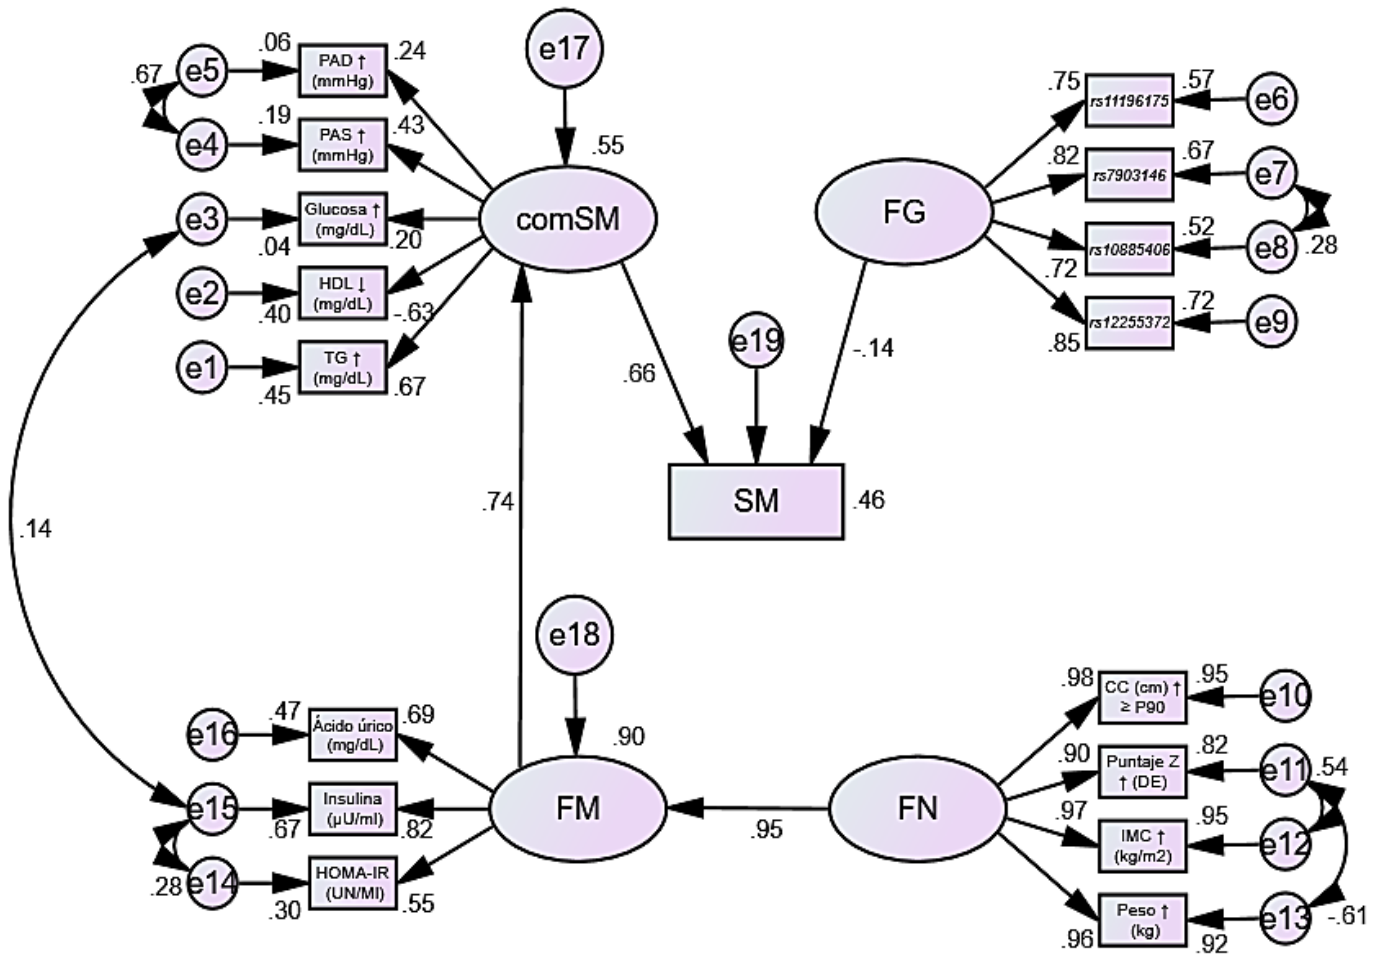 e17
.06
PAD ↑
(mmHg)
.24
e5
.67
.19
PAS ↑
(mmHg)
.43
e4
e3
Glucosa ↑
(mg/dL)
.04
.20
e2
HDL ↓
(mg/dL)
.40
-.63
e1
TG ↑
(mg/dL)
.45
.67
.55
comSM
FG
.75
rs11196175
.57
e6
.82
rs7903146
.67
e7
.72
rs10885406
.52
e8
.28
.85
rs12255372
.72
e9
e19
.66
-.14
SM
.46
.74
.14
e18
.90
FM
.95
FN
.47
Ácido úrico
(mg/dL)
.69
e16
e15
Insulina
(µU/ml)
.67
.82
e14
.28
HOMA-IR
(UN/MI)
.30
.55
.98
CC (cm) ↑
≥ P90
.95
e10
.90
Puntaje Z
↑ (DE)
.82
e11
.54
.97
IMC ↑
(kg/m2)
.95
e12
.96
Peso ↑
(kg)
.92
e13
-.61